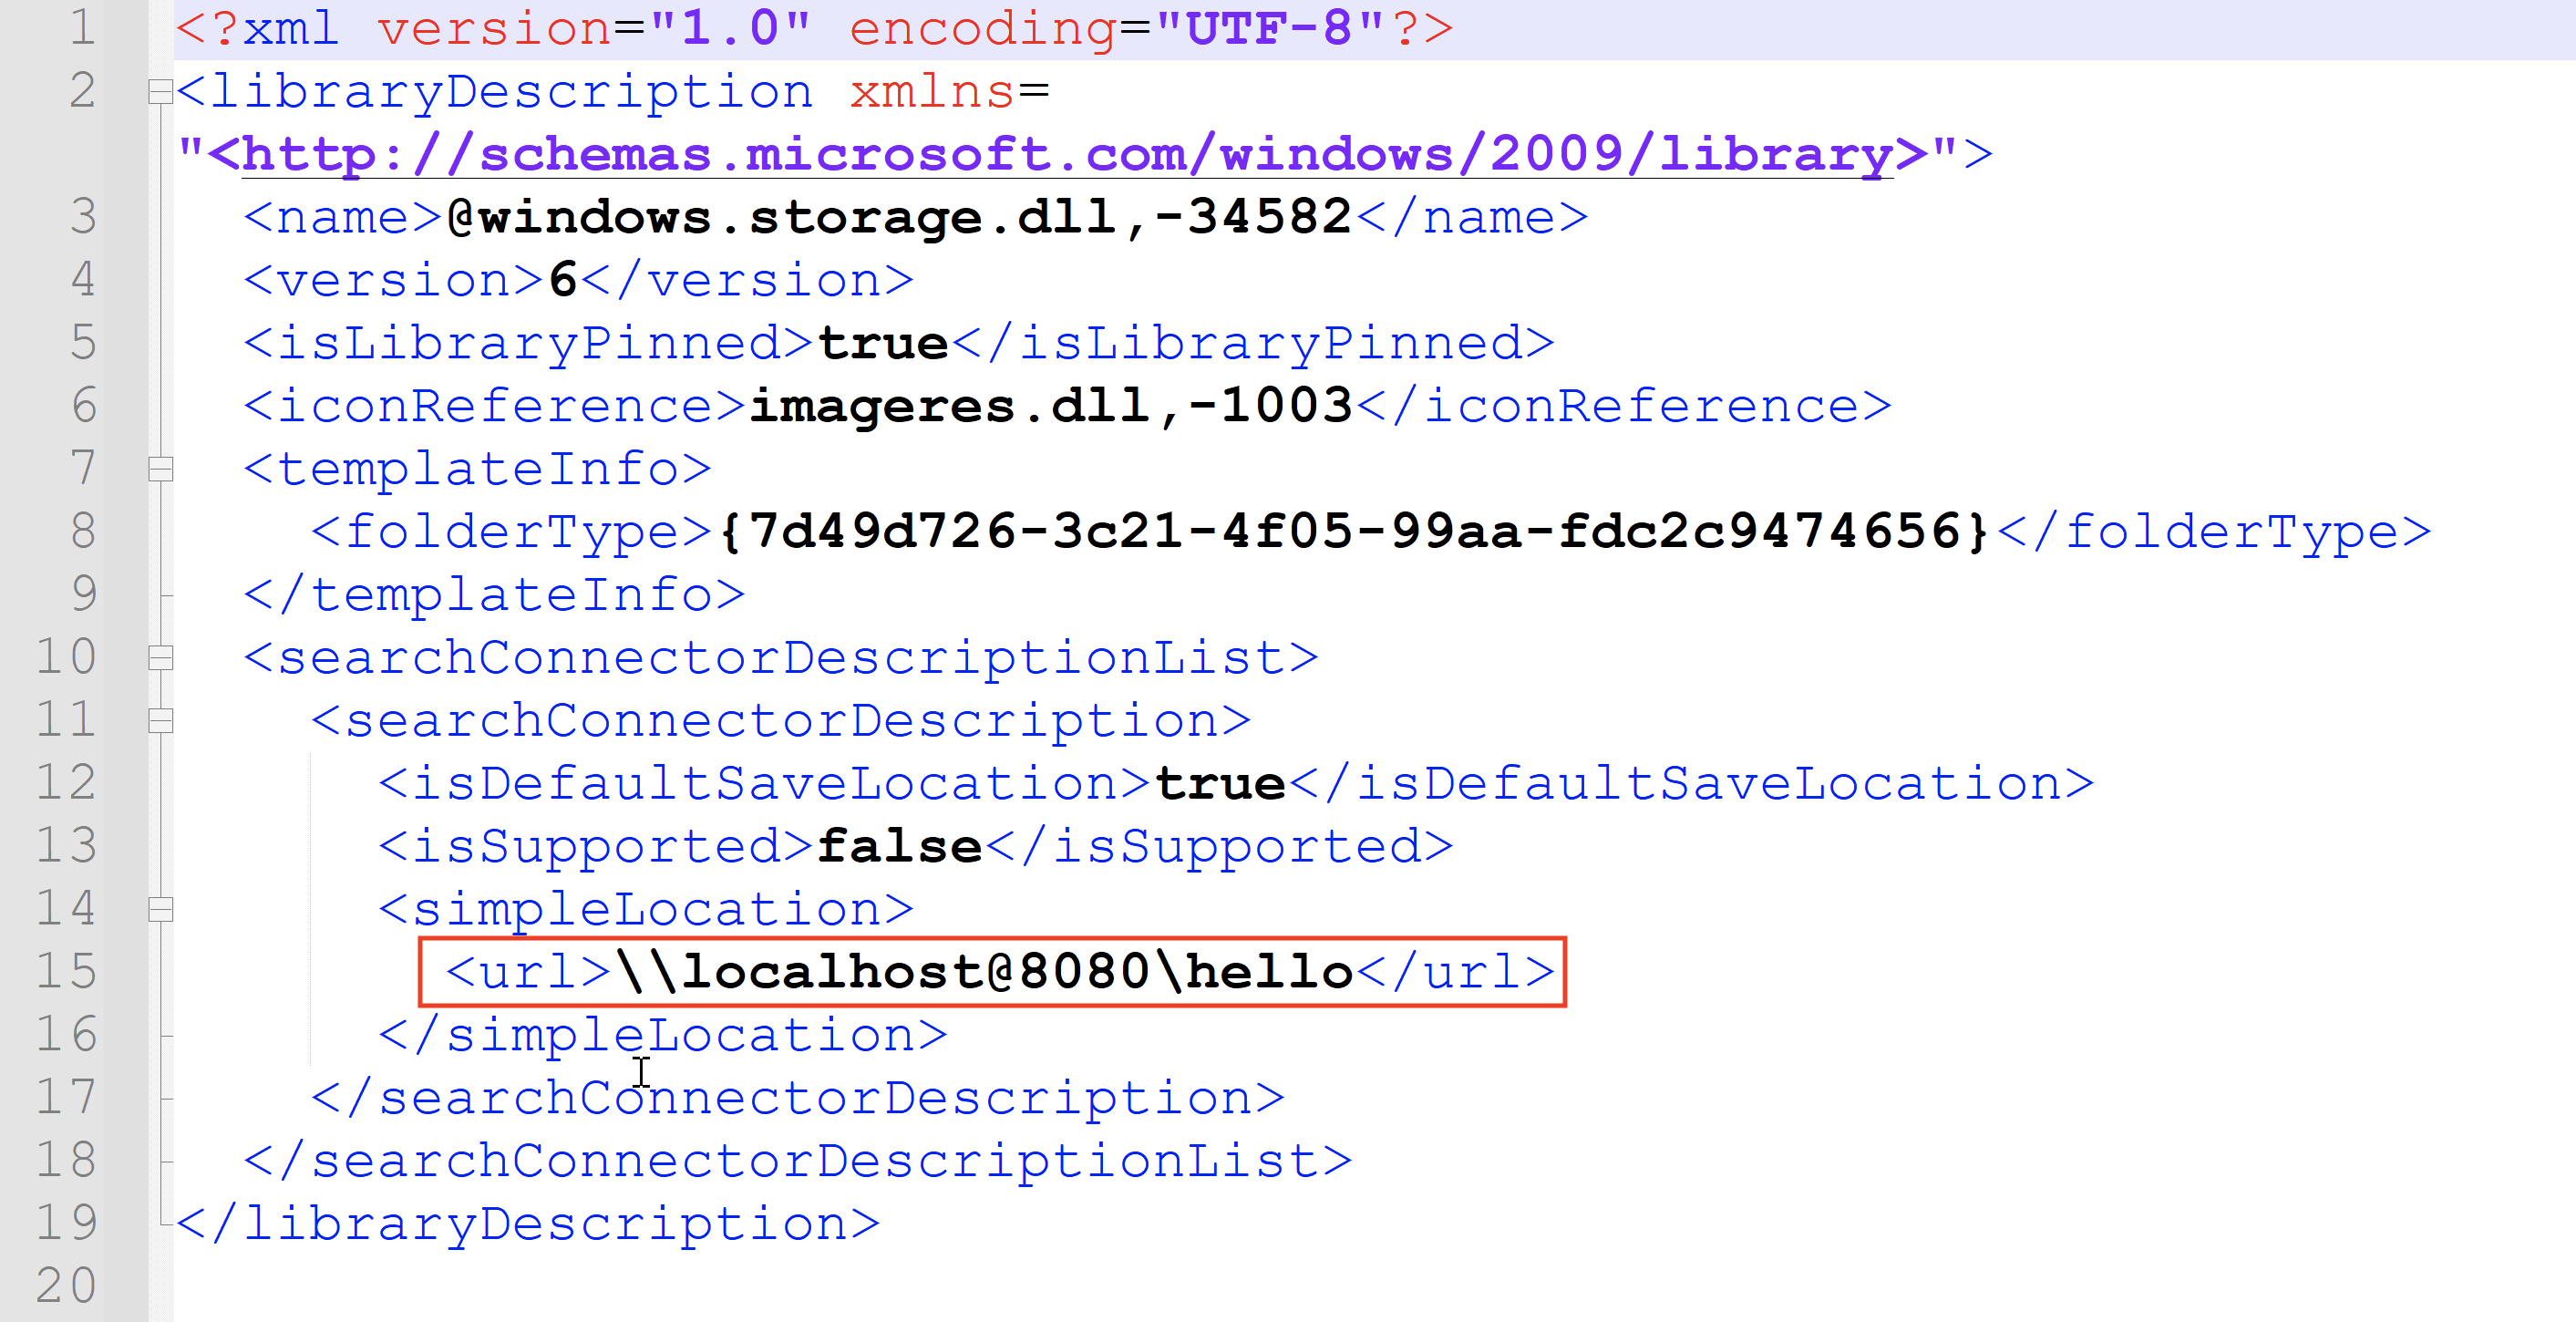 1 <?xml version="1.0" encoding="UTF-8"?>
2 <libraryDescription xmlns=
"<http://schemas.microsoft.com/windows/2009/library>">
3 <name>@windows.storage.dll,-34582</name>
4 <version>6</version>
5 <isLibraryPinned>true</isLibraryPinned>
6 <iconReference>imageres.dll,-1003</iconReference>
7 <templateInfo>
8 <folderType>{7d49d726-3c21-4f05-99aa-fdc2c9474656}</folderType>
9 </templateInfo>
10 <searchConnectorDescriptionList>
11 <searchConnectorDescription>
12 <isDefaultSaveLocation>true</isDefaultSaveLocation>
13 <isSupported>false</isSupported>
14 <simpleLocation>
15 <url>\\localhost@8080\hello</url>
16 </simpleLocation>
17 </searchConnectorDescription>
18 </searchConnectorDescriptionList>
19 </libraryDescription>
20